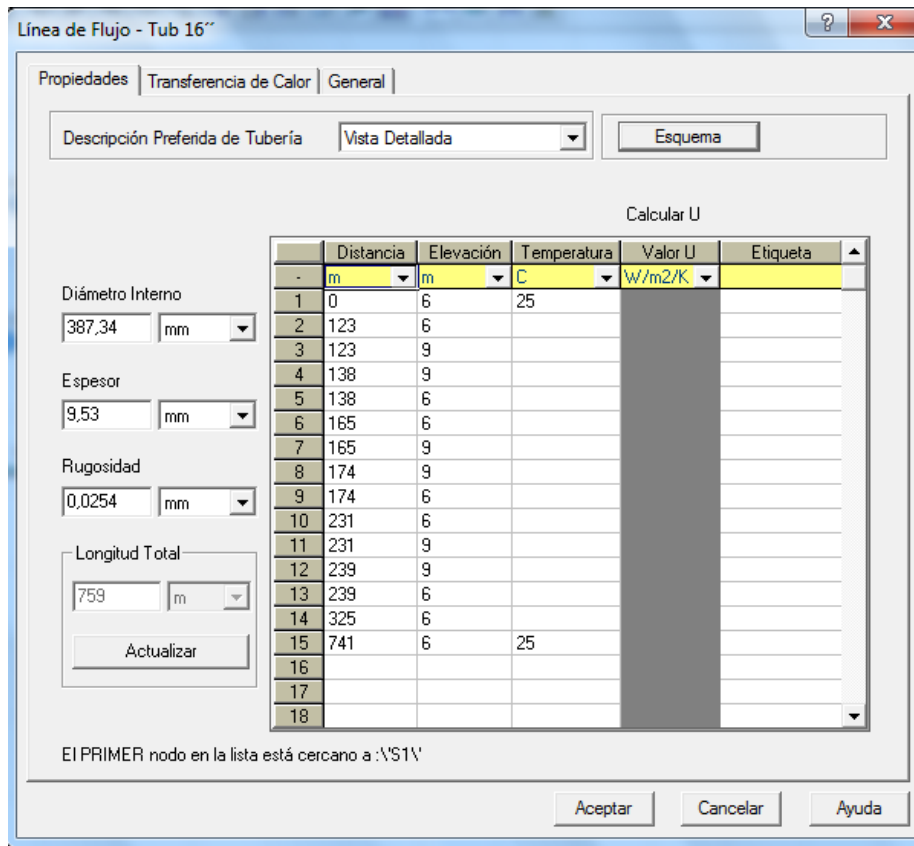 Línea de Flujo - Tub 16´´
Propiedades Transferencia de Calor General
Descripción Preferida de Tubería Vista Detallada Esquema
Calcular U
Distancia Elevación Temperatura Valor U Etiqueta
- m m C W/m2/K
Diámetro Interno
387,34 mm
Espesor
9,53 mm
Rugosidad
0,0254 mm
Longitud Total
759 m
Actualizar
1 0 6 25
2 123 6
3 123 9
4 138 9
5 138 6
6 165 6
7 165 9
8 174 9
9 174 6
10 231 6
11 231 9
12 239 9
13 239 6
14 325 6
15 741 6 25
16
17
18
El PRIMER nodo en la lista está cercano a :\'S1\'
Aceptar Cancelar Ayuda